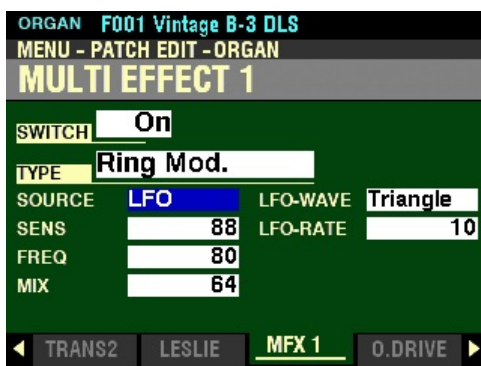 ORGAN F001 Vintage B-3 DLS
MENU - PATCH EDIT - ORGAN
MULTI EFFECT 1
SWITCH On
TYPE Ring Mod.
SOURCE LFO LFO-WAVE Triangle
SENS 88 LFO-RATE 10
FREQ 80
MIX 64
TRANS2 LESLIE MFX 1 O.DRIVE